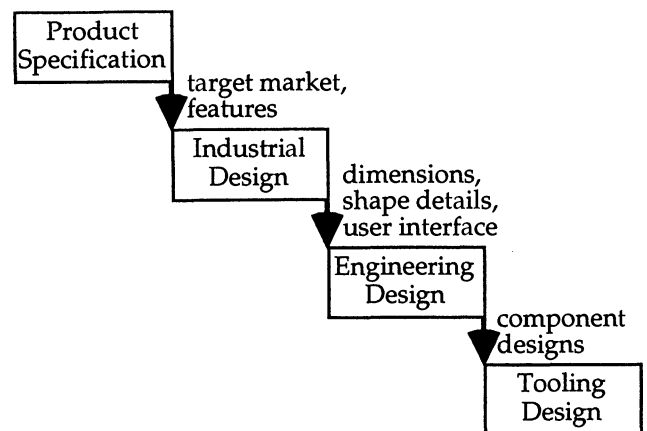 Product
Specification
target market,
features
Industrial
Design
dimensions,
shape details,
user interface
Engineering
Design
component
designs
Tooling
Design